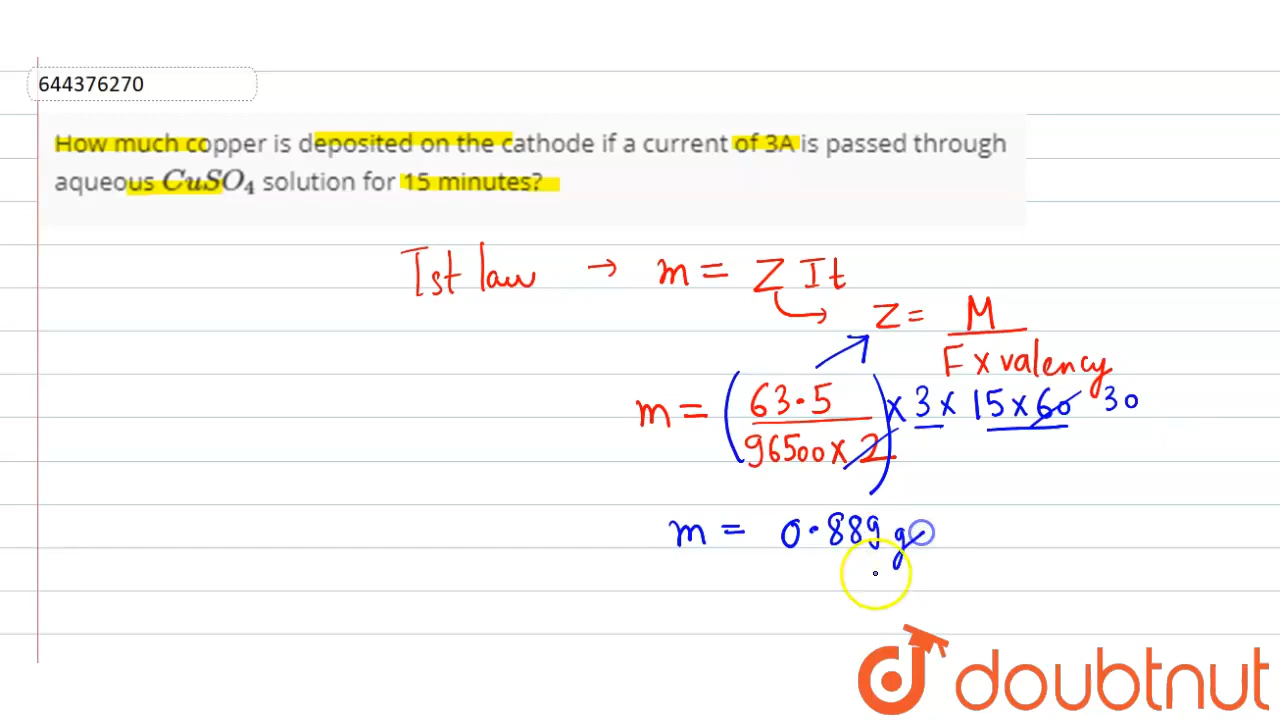 644376270
How much copper is deposited on the cathode if a current of 3A is passed through
aqueous CuSO₄ solution for 15 minutes?
Ist law → m = Z It
Z = M / F x valency
m = (63.5 / 96500 x 2) x 3 x 15 x 60 30
m = 0.889 g
doubtnut